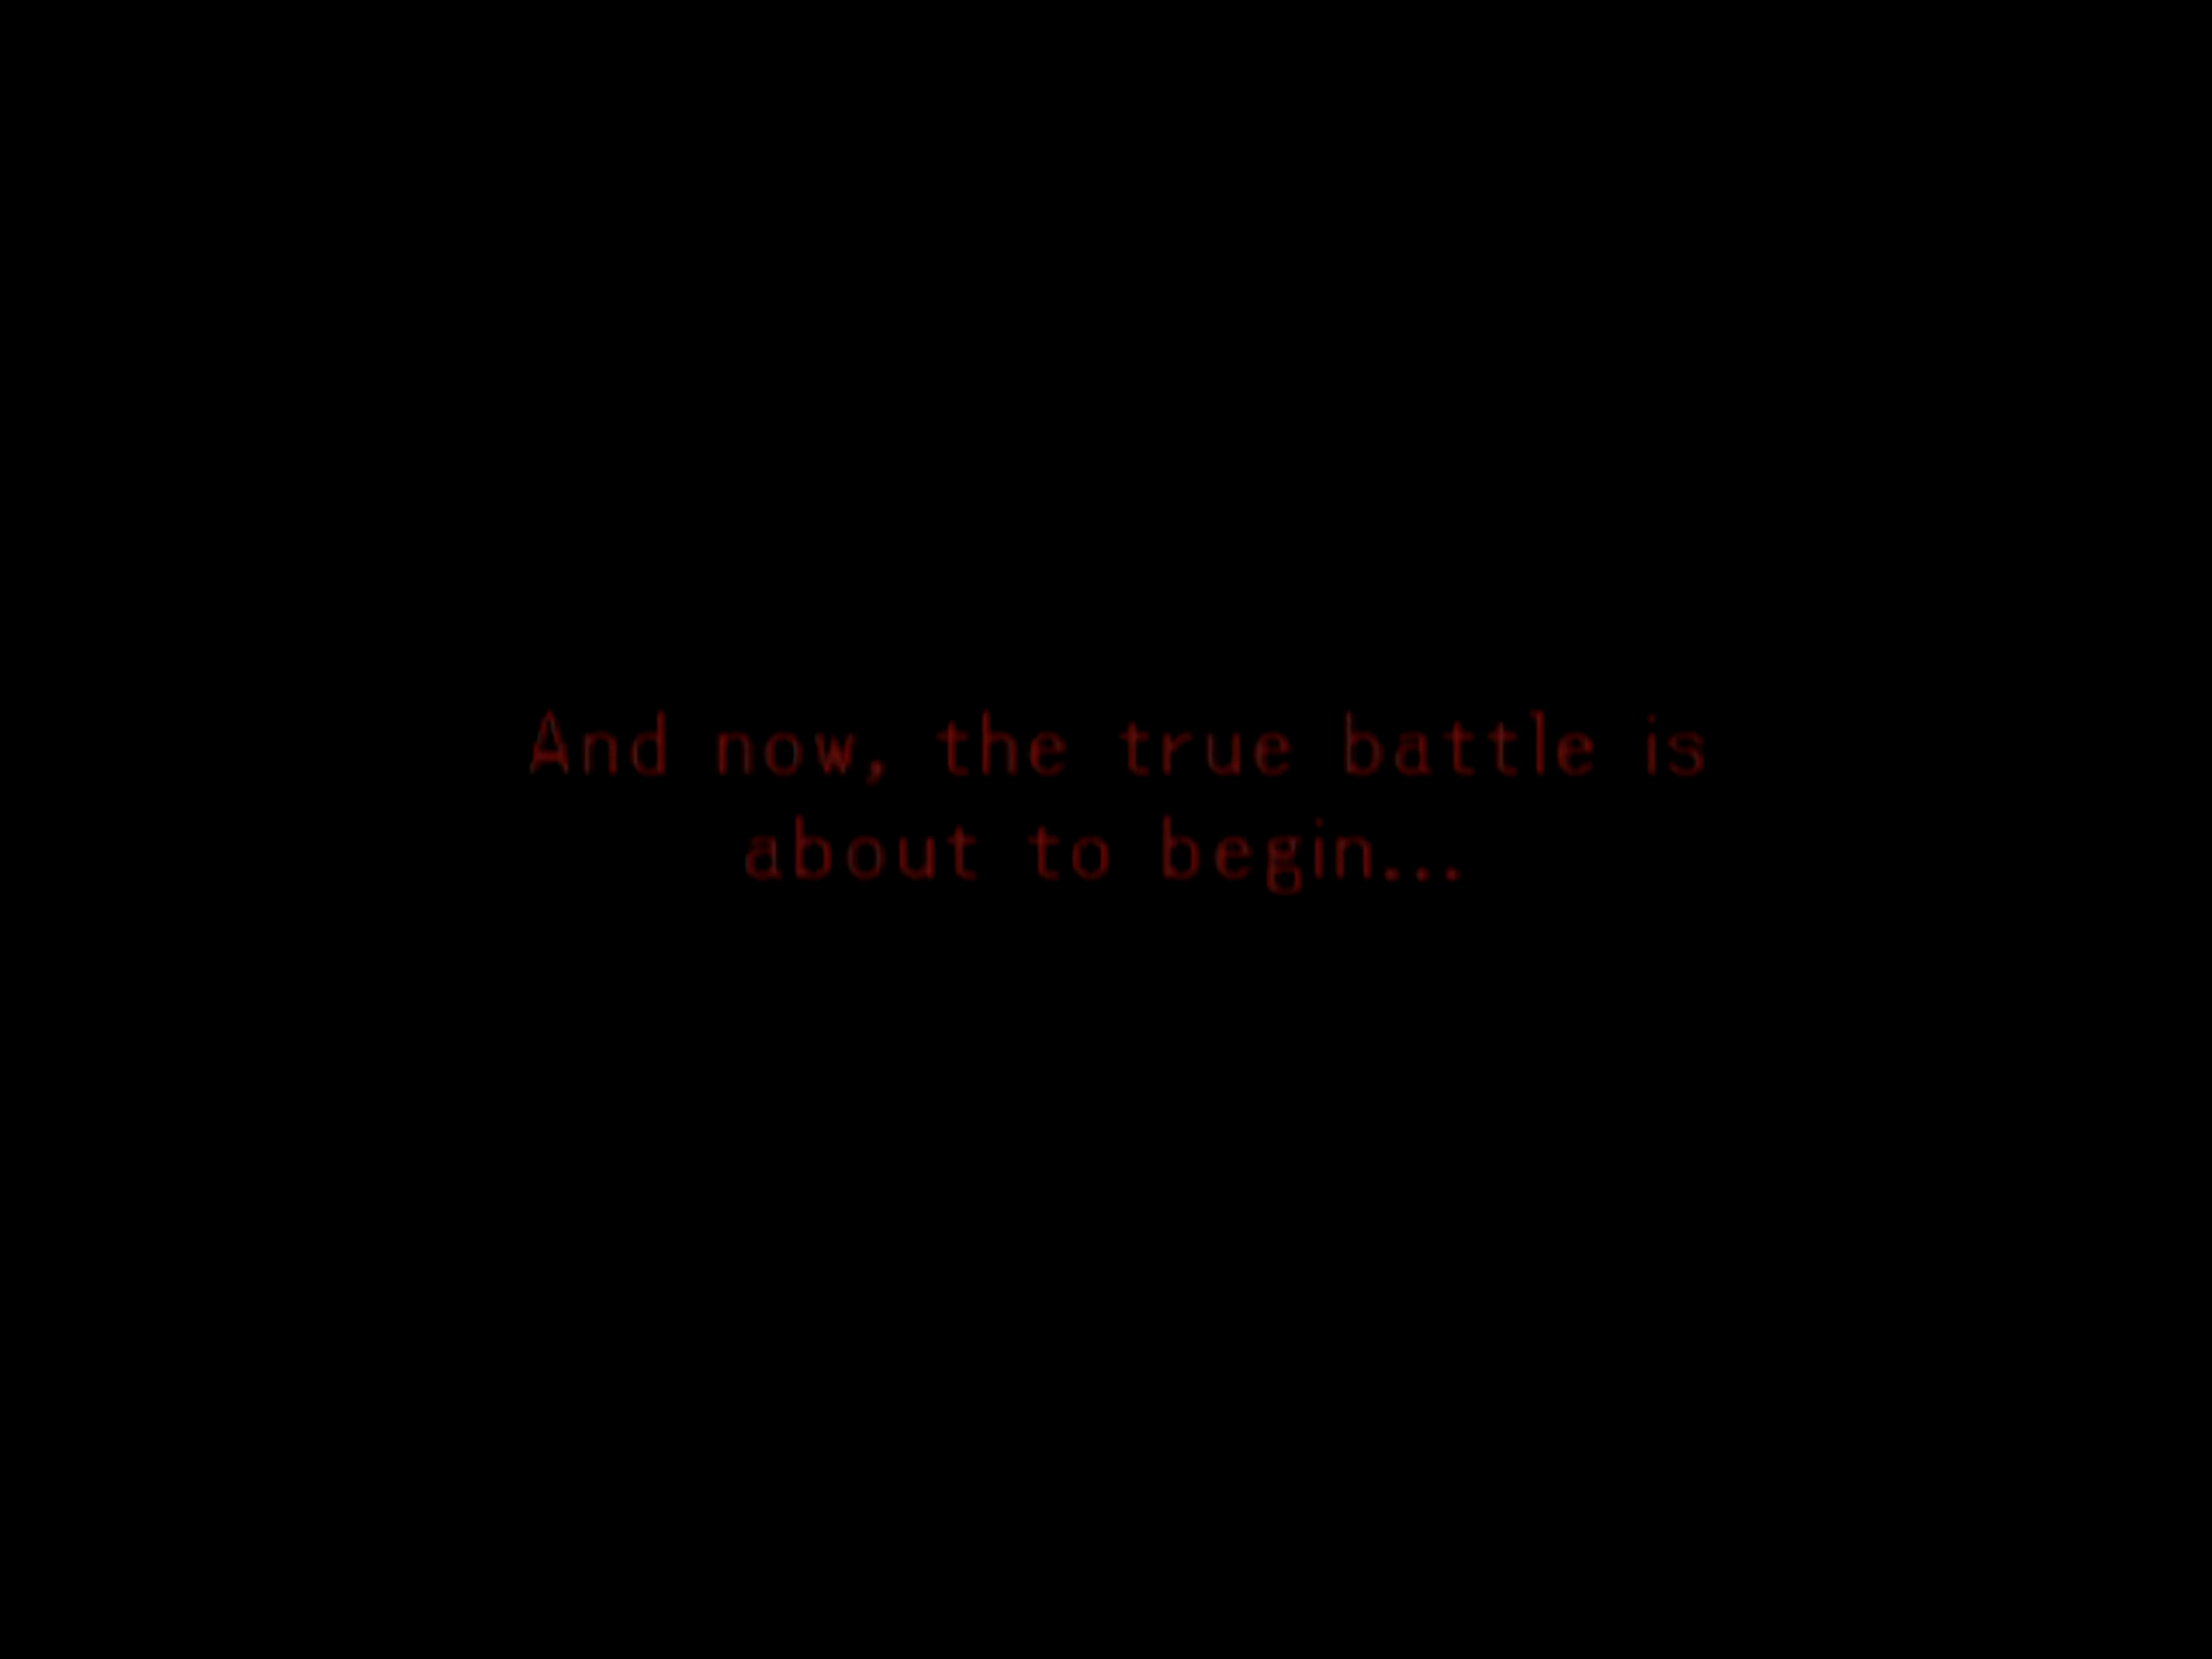 And now, the true battle is
about to begin...